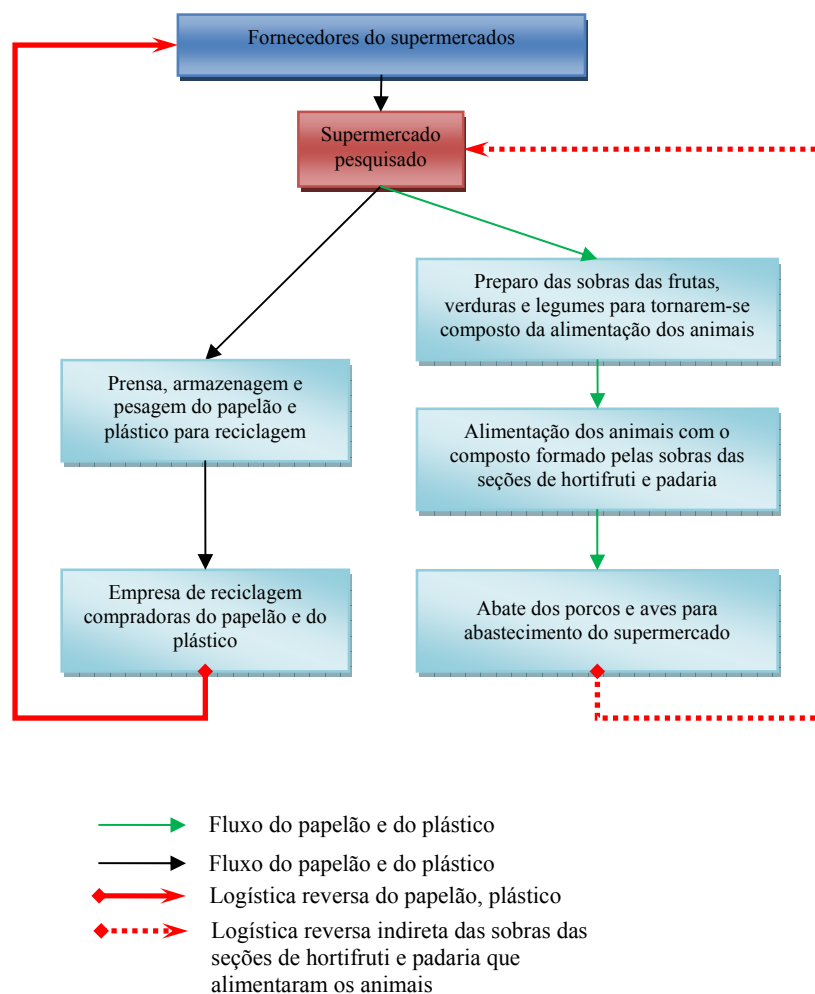 Fornecedores do supermercados
Supermercado
pesquisado
Preparo das sobras das frutas,
verduras e legumes para tornarem-se
composto da alimentação dos animais
Prensa, armazenagem e
pesagem do papelão e
plástico para reciclagem
Alimentação dos animais com o
composto formado pelas sobras das
seções de hortifruti e padaria
Empresa de reciclagem
compradoras do papelão e do
plástico
Abate dos porcos e aves para
abastecimento do supermercado
Fluxo do papelão e do plástico
Fluxo do papelão e do plástico
Logística reversa do papelão, plástico
Logística reversa indireta das sobras das
seções de hortifruti e padaria que
alimentaram os animais